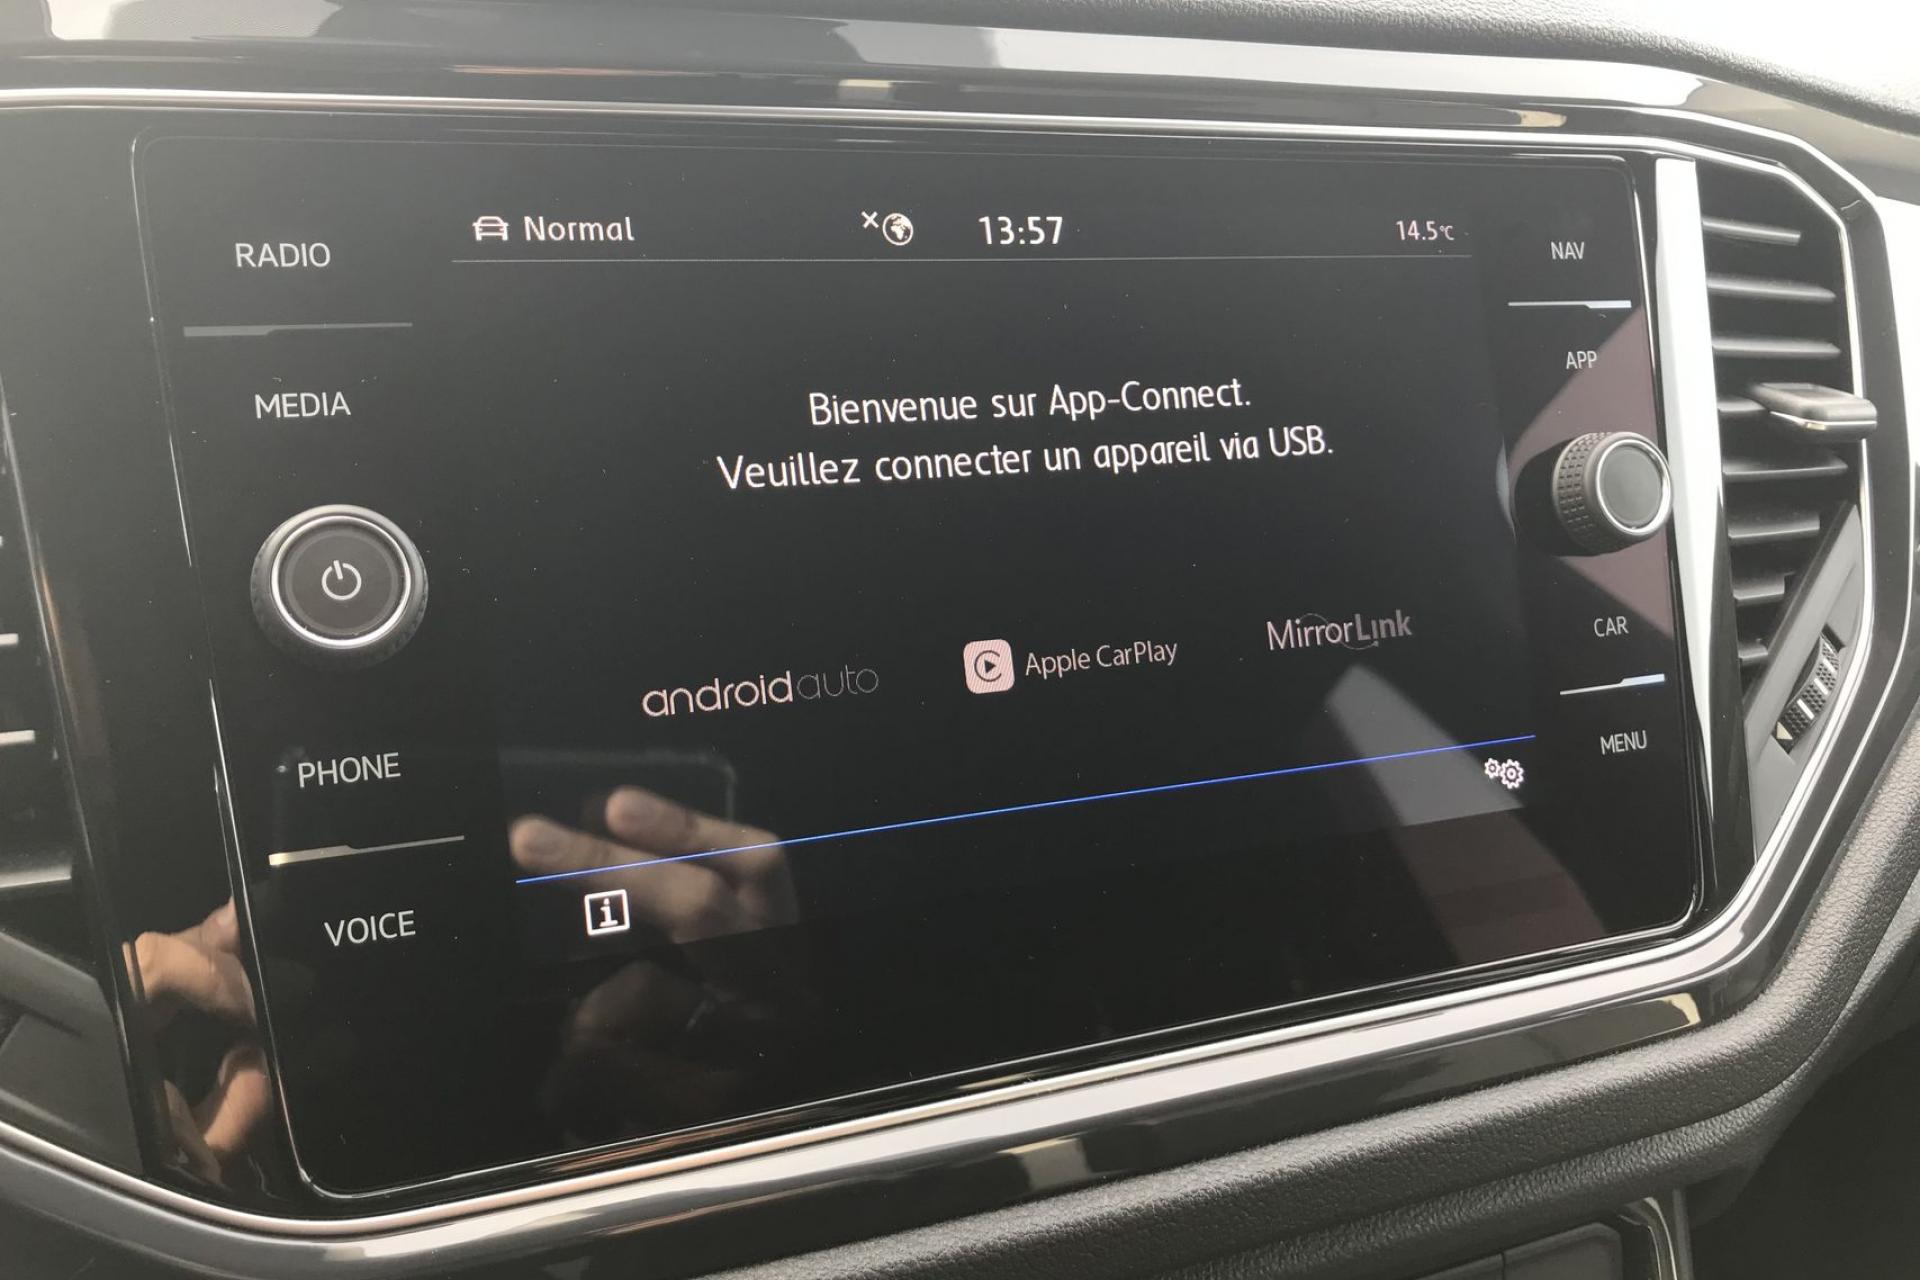 Normal 13:57 14.5°C
RADIO
MEDIA
PHONE
VOICE
Bienvenue sur App-Connect.
Veuillez connecter un appareil via USB.
androidauto
Apple CarPlay
MirrorLink
i
NAV
APP
CAR
MENU